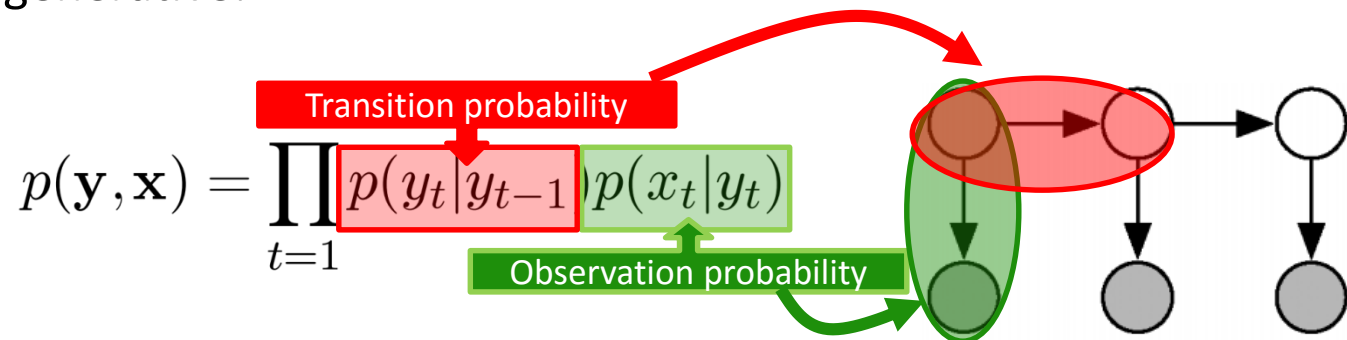 generative.
Transition probability
p(y,x) = ∏ p(y_t|y_{t-1})p(x_t|y_t)
t=1
Observation probability